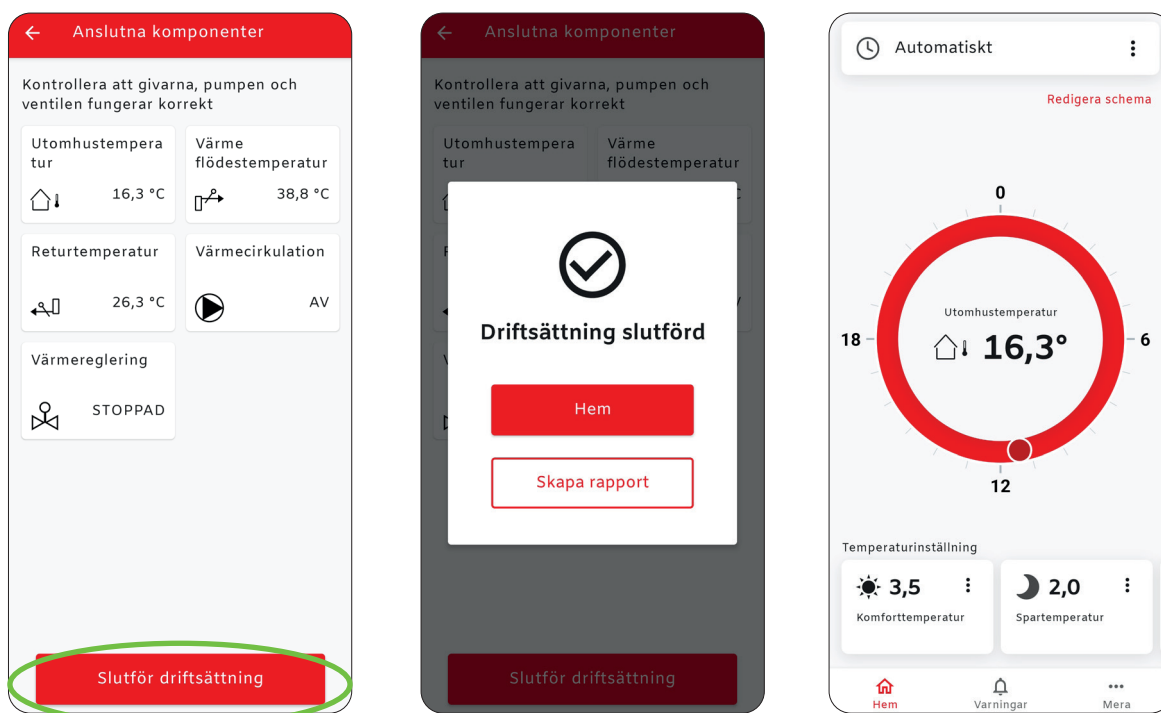 Anslutna komponenter
Kontrollera att givarna, pumpen och
ventilen fungerar korrekt
Utomhustempera
tur
16,3 °C
Värme
flödestemperatur
38,8 °C
Returtemperatur
26,3 °C
Värmecirkulation
AV
Värmereglering
STOPPAD
Slutför driftsättning
Anslutna komponenter
Kontrollera att givarna, pumpen och
ventilen fungerar korrekt
Utomhustempera
tur
Värme
flödestemperatur
Driftsättning slutförd
Hem
Skapa rapport
Slutför driftsättning
Automatiskt
Redigera schema
0
Utomhustemperatur
18
16,3°
6
12
Temperaturinställning
3,5
Komforttemperatur
2,0
Spartemperatur
Hem
Varningar
Mera